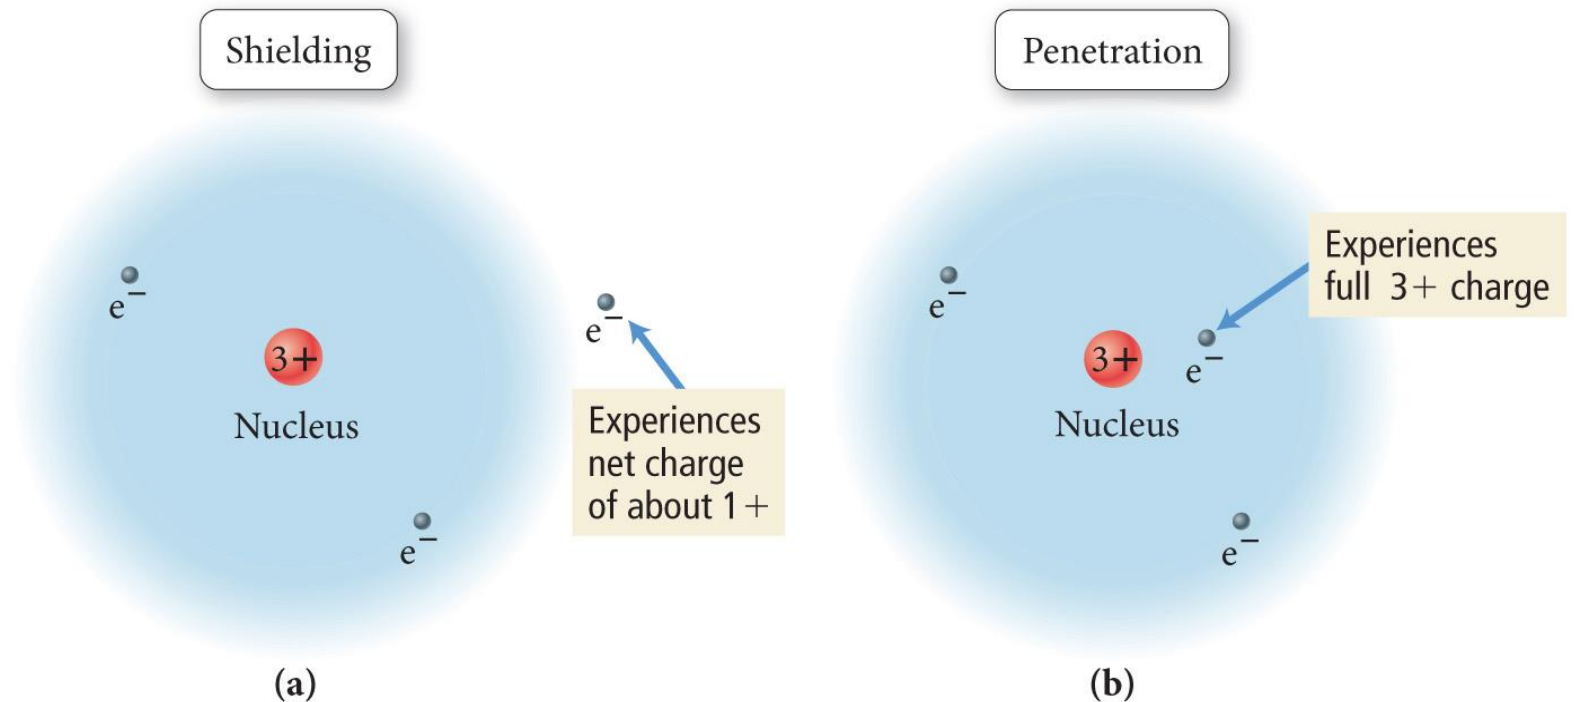 Shielding
e⁻
3+
Nucleus
e⁻
e⁻
Experiences
net charge
of about 1+
(a)
Penetration
e⁻
3+
Nucleus
e⁻
Experiences
full 3+ charge
e⁻
(b)